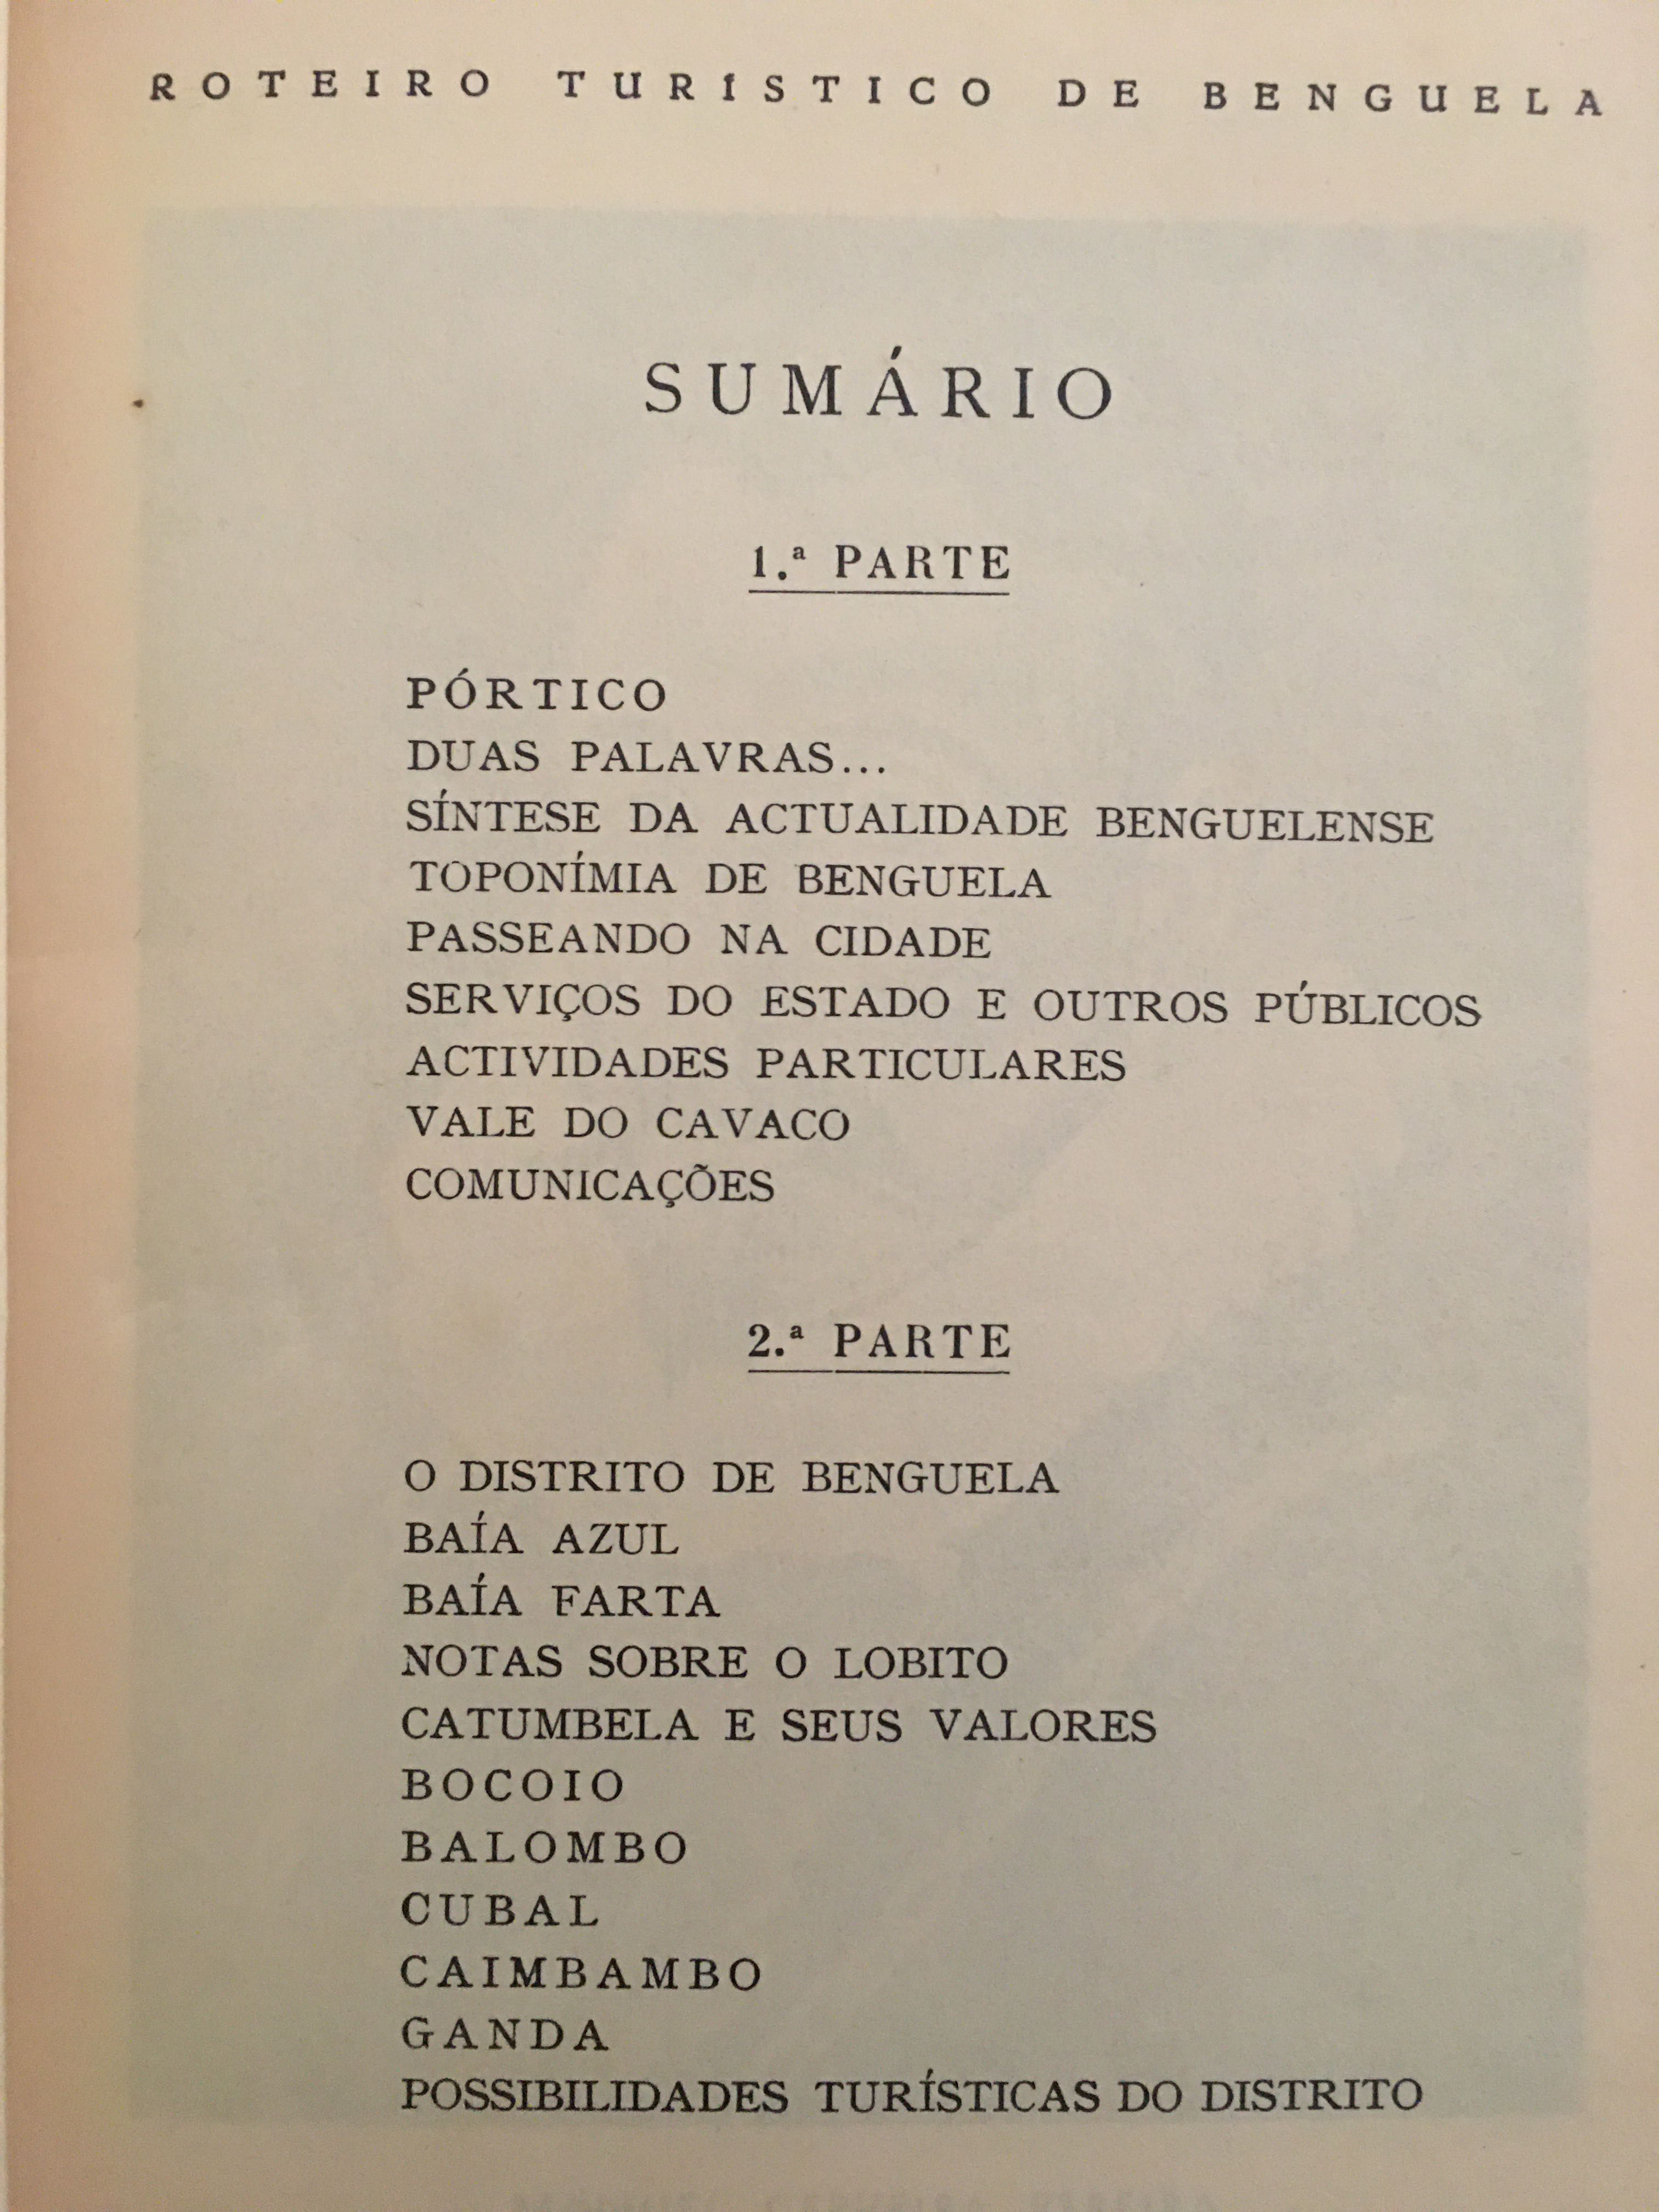 ROTEIRO TURÍSTICO DE BENGUELA
SUMÁRIO
1.ª PARTE
PÓRTICO
DUAS PALAVRAS...
SÍNTESE DA ACTUALIDADE BENGUELENSE
TOPONÍMIA DE BENGUELA
PASSEANDO NA CIDADE
SERVIÇOS DO ESTADO E OUTROS PÚBLICOS
ACTIVIDADES PARTICULARES
VALE DO CAVACO
COMUNICAÇÕES
2.ª PARTE
O DISTRITO DE BENGUELA
BAÍA AZUL
BAÍA FARTA
NOTAS SOBRE O LOBITO
CATUMBELA E SEUS VALORES
BOCOIO
BALOMBO
CUBAL
CAIMBAMBO
GANDA
POSSIBILIDADES TURÍSTICAS DO DISTRITO